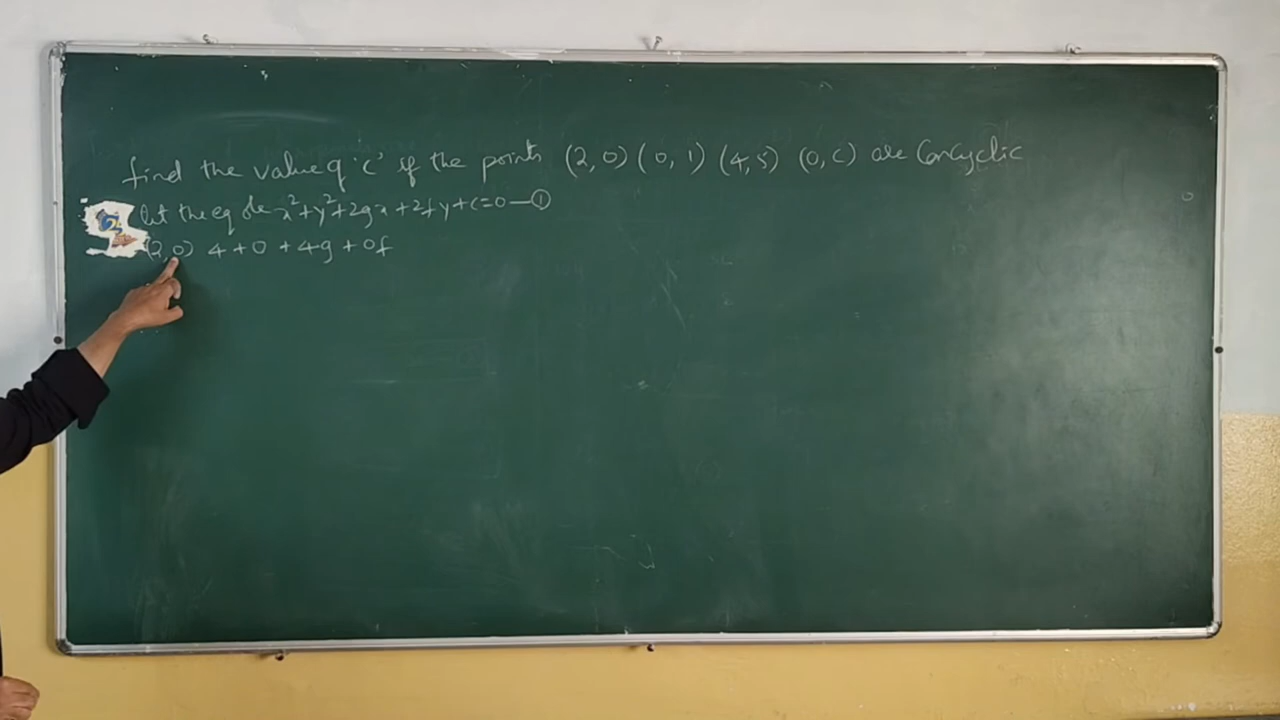 find the value of 'c' if the points (2,0) (0,1) (4,5) (0,c) are Concyclic
let the eq x²+y²+2gx+2fy+c=0 —①
(2,0) 4+0+4g+0f